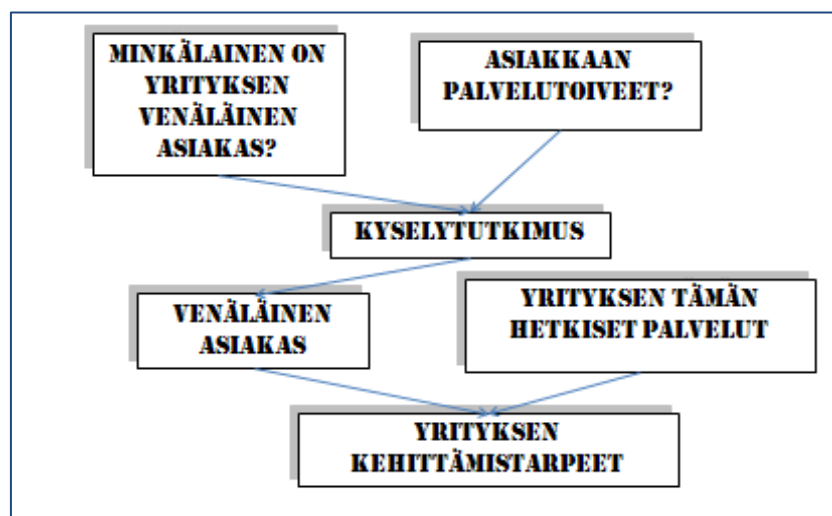 MINKÄLAINEN ON
YRITYKSEN
VENÄLÄINEN
ASIAKAS?
ASIAKKAAN
PALVELUTOIVEET?
KYSELYTUTKIMUS
VENÄLÄINEN
ASIAKAS
YRITYKSEN TÄMÄN
HETKISET PALVELUT
YRITYKSEN
KEHITTÄMISTARPEET